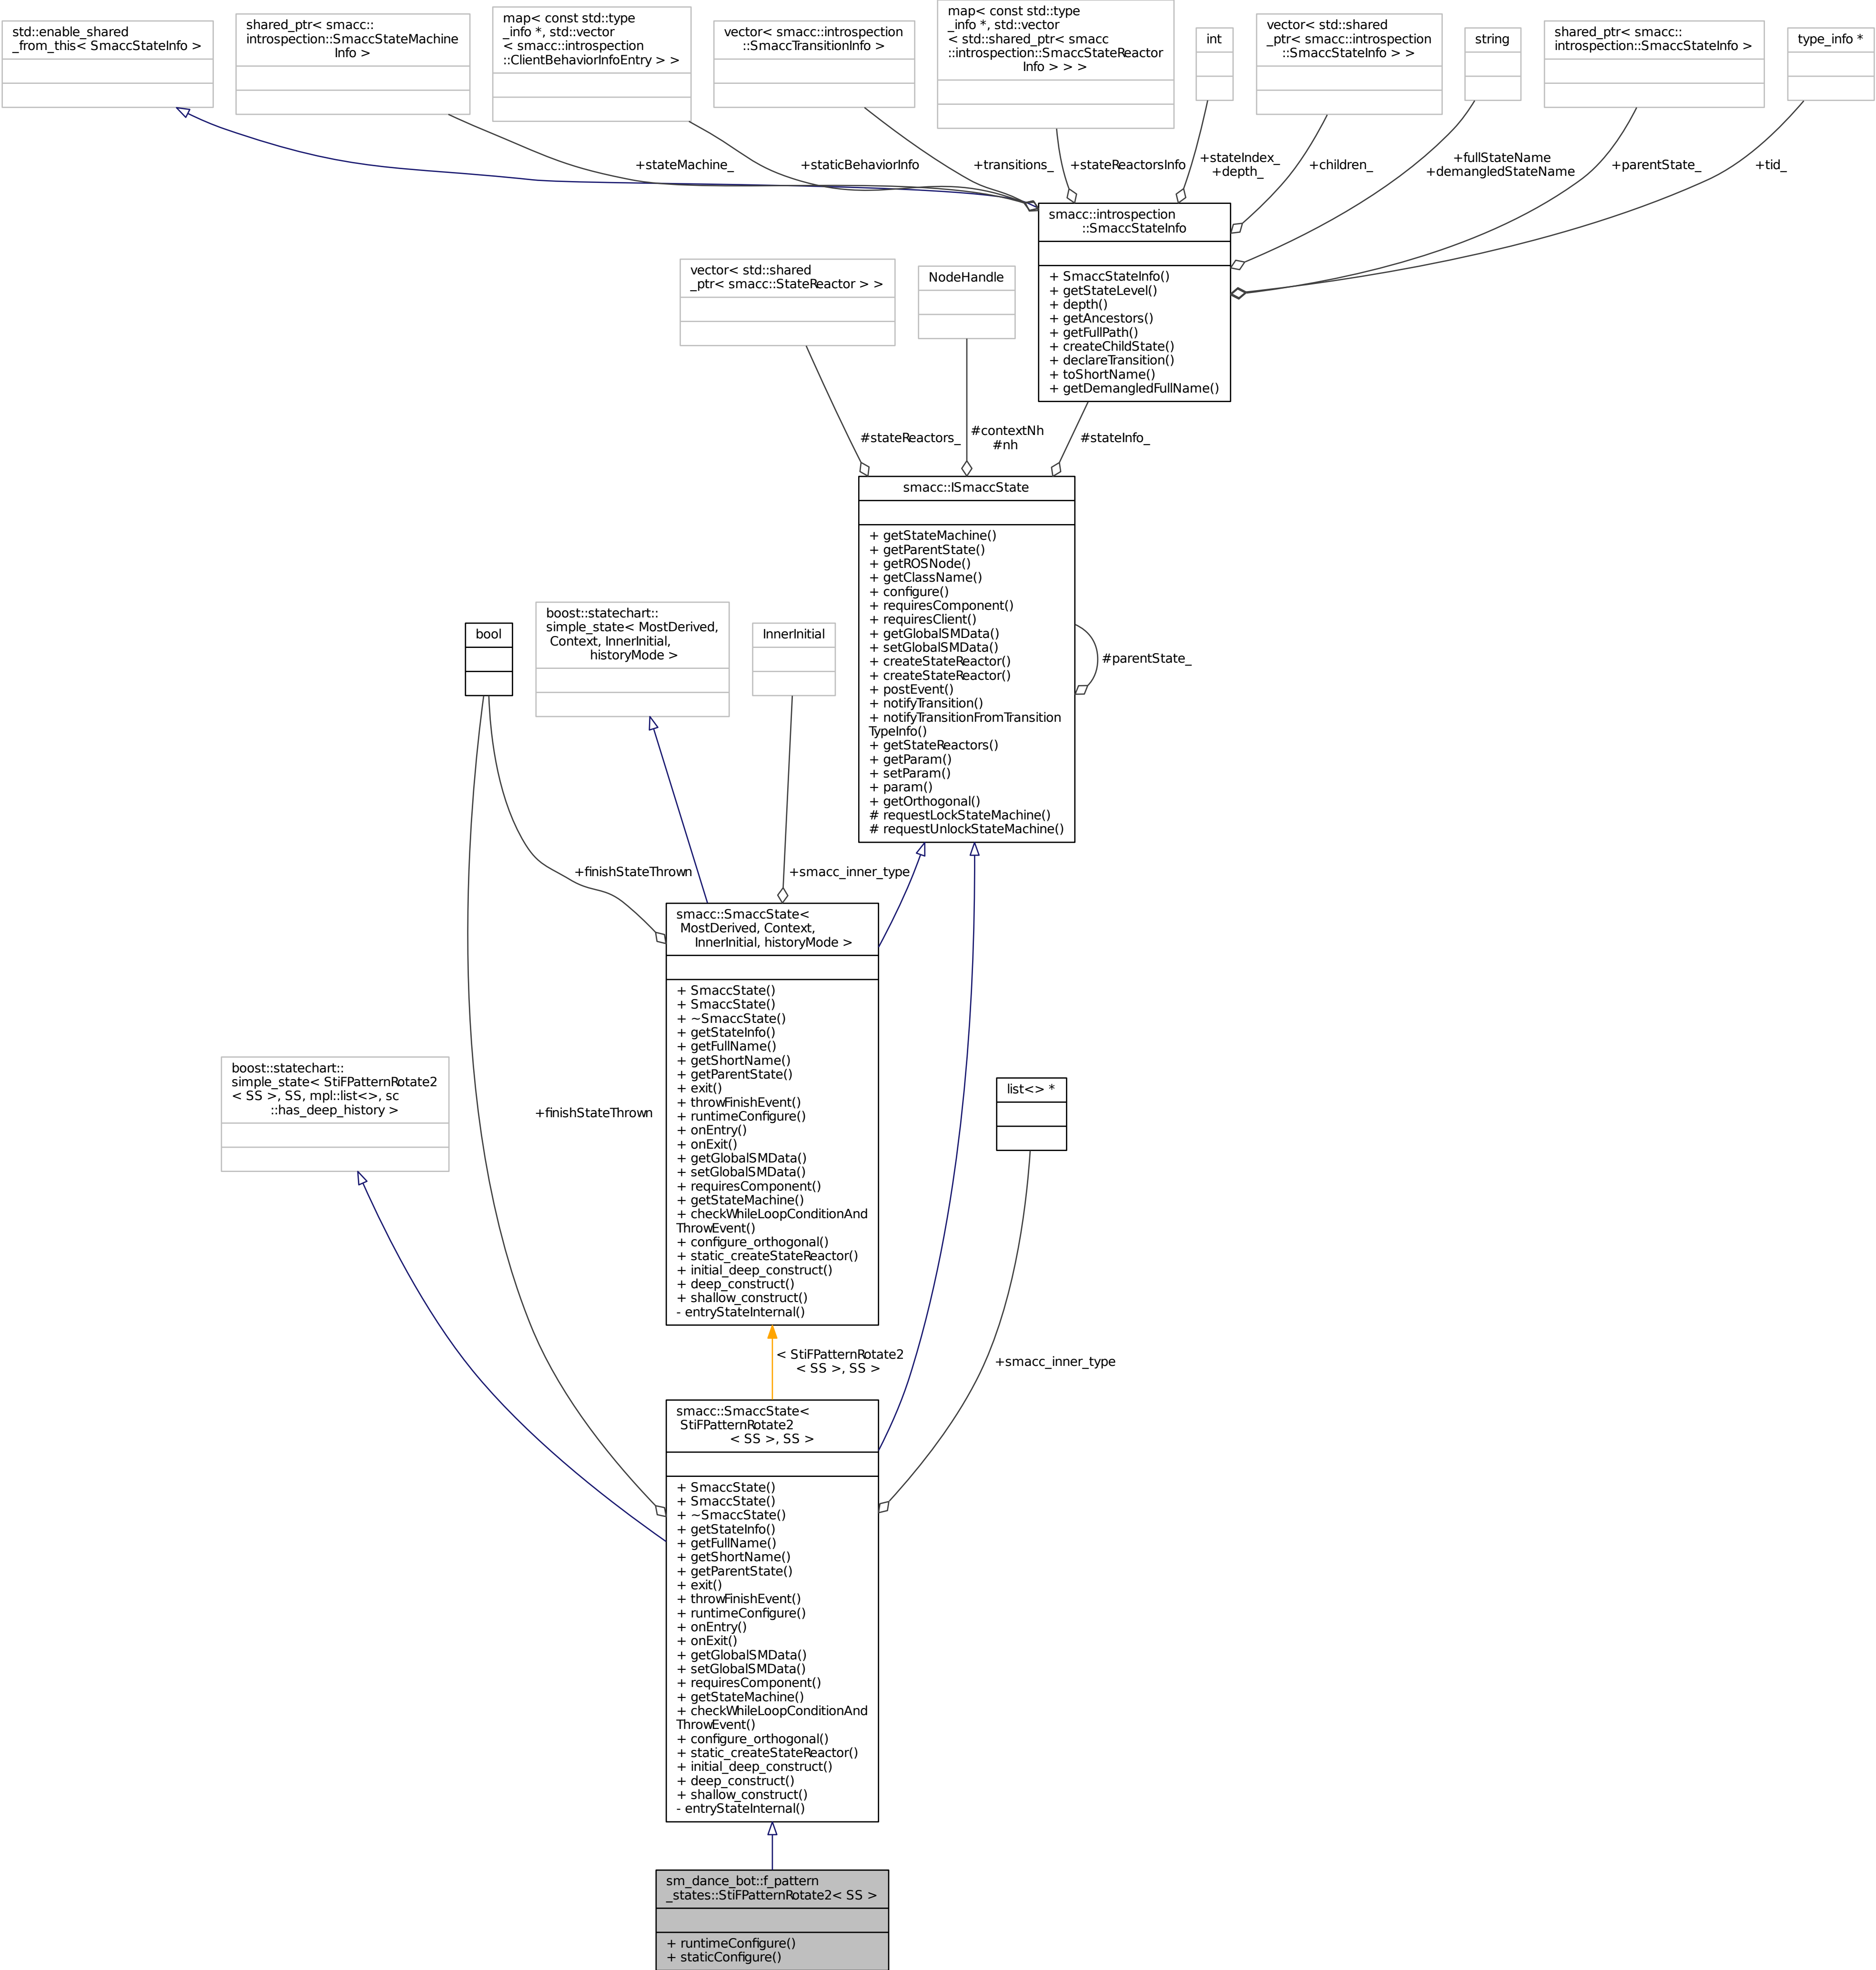 std::enable_shared
_from_this< SmaccStateInfo >
shared_ptr< smacc::
introspection::SmaccStateMachine
Info >
map< const std::type
_info *, std::vector
< smacc::introspection
::ClientBehaviorInfoEntry > >
vector< smacc::introspection
::SmaccTransitionInfo >
map< const std::type
_info *, std::vector
< std::shared_ptr< smacc
::introspection::SmaccStateReactor
Info > > >
int
vector< std::shared
_ptr< smacc::introspection
::SmaccStateInfo > >
string
shared_ptr< smacc::
introspection::SmaccStateInfo >
type_info *
+stateMachine_
+staticBehaviorInfo
+transitions_
+stateReactorsInfo
+stateIndex_
+depth_
+children_
+fullStateName
+demangledStateName
+parentState_
+tid_
smacc::introspection
::SmaccStateInfo
+ SmaccStateInfo()
+ getStateLevel()
+ depth()
+ getAncestors()
+ getFullPath()
+ createChildState()
+ declareTransition()
+ toShortName()
+ getDemangledFullName()
vector< std::shared
_ptr< smacc::StateReactor > >
NodeHandle
#stateReactors_
#contextNh
#nh
#stateInfo_
smacc::ISmaccState
+ getStateMachine()
+ getParentState()
+ getROSNode()
+ getClassName()
+ configure()
+ requiresComponent()
+ requiresClient()
+ getGlobalSMData()
+ setGlobalSMData()
+ createStateReactor()
+ createStateReactor()
+ postEvent()
+ notifyTransition()
+ notifyTransitionFromTransition
TypeInfo()
+ getStateReactors()
+ getParam()
+ setParam()
+ param()
+ getOrthogonal()
# requestLockStateMachine()
# requestUnlockStateMachine()
#parentState_
bool
boost::statechart::
simple_state< MostDerived,
Context, InnerInitial,
historyMode >
InnerInitial
+finishStateThrown
+smacc_inner_type
smacc::SmaccState<
MostDerived, Context,
InnerInitial, historyMode >
+ SmaccState()
+ SmaccState()
+ ~SmaccState()
+ getStateInfo()
+ getFullName()
+ getShortName()
+ getParentState()
+ exit()
+ throwFinishEvent()
+ runtimeConfigure()
+ onEntry()
+ onExit()
+ getGlobalSMData()
+ setGlobalSMData()
+ requiresComponent()
+ getStateMachine()
+ checkWhileLoopConditionAnd
ThrowEvent()
+ configure_orthogonal()
+ static_createStateReactor()
+ initial_deep_construct()
+ deep_construct()
+ shallow_construct()
- entryStateInternal()
boost::statechart::
simple_state< StiFPatternRotate2
< SS >, SS, mpl::list<>, sc
::has_deep_history >
+finishStateThrown
list<> *
< StiFPatternRotate2
< SS >, SS >
+smacc_inner_type
smacc::SmaccState<
StiFPatternRotate2
< SS >, SS >
+ SmaccState()
+ SmaccState()
+ ~SmaccState()
+ getStateInfo()
+ getFullName()
+ getShortName()
+ getParentState()
+ exit()
+ throwFinishEvent()
+ runtimeConfigure()
+ onEntry()
+ onExit()
+ getGlobalSMData()
+ setGlobalSMData()
+ requiresComponent()
+ getStateMachine()
+ checkWhileLoopConditionAnd
ThrowEvent()
+ configure_orthogonal()
+ static_createStateReactor()
+ initial_deep_construct()
+ deep_construct()
+ shallow_construct()
- entryStateInternal()
sm_dance_bot::f_pattern
_states::StiFPatternRotate2< SS >
+ runtimeConfigure()
+ staticConfigure()